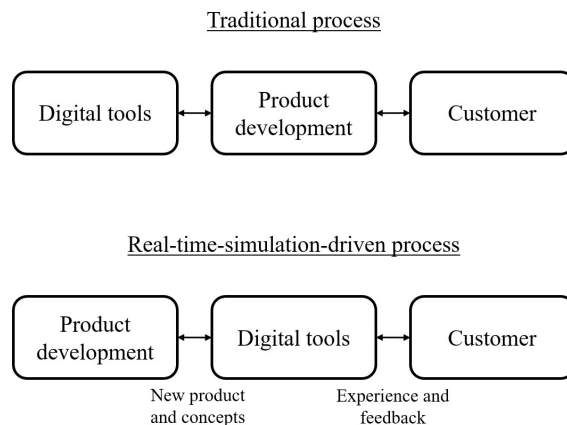 Traditional process
Digital tools
Product
development
Customer
Real-time-simulation-driven process
Product
development
Digital tools
Customer
New product
and concepts
Experience and
feedback